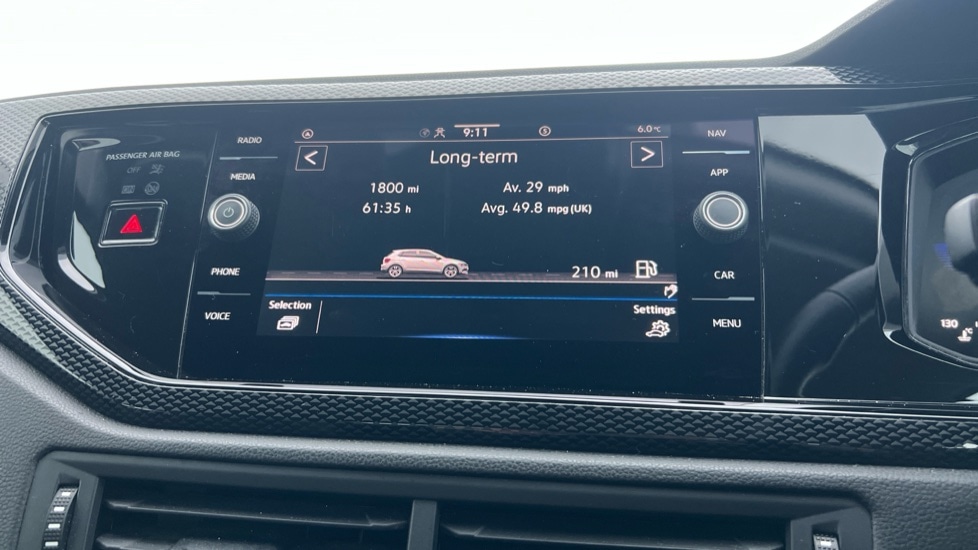 PASSENGER AIR BAG
OFF
RADIO
MEDIA
PHONE
VOICE
9:11
6.0°C
Long-term
1800 mi
Av. 29 mph
61:35 h
Avg. 49.8 mpg (UK)
210 mi
Selection
Settings
NAV
APP
CAR
MENU
130